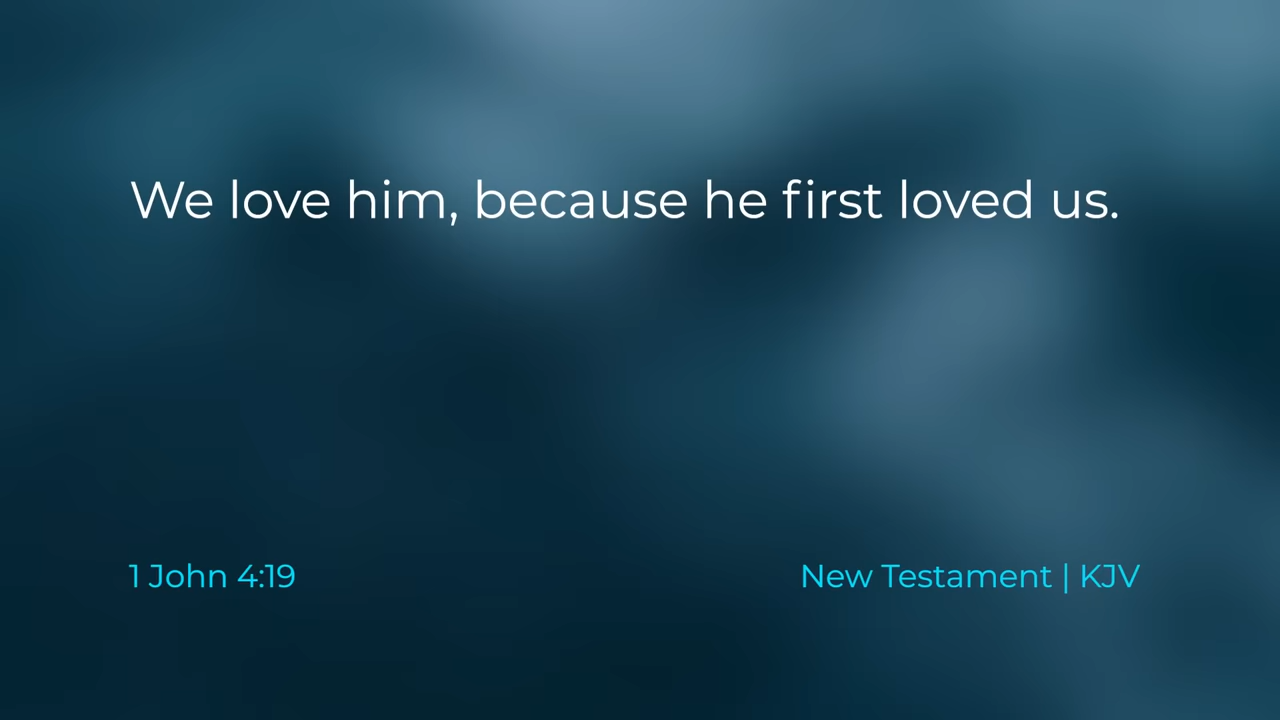 We love him, because he first loved us.
1 John 4:19
New Testament | KJV